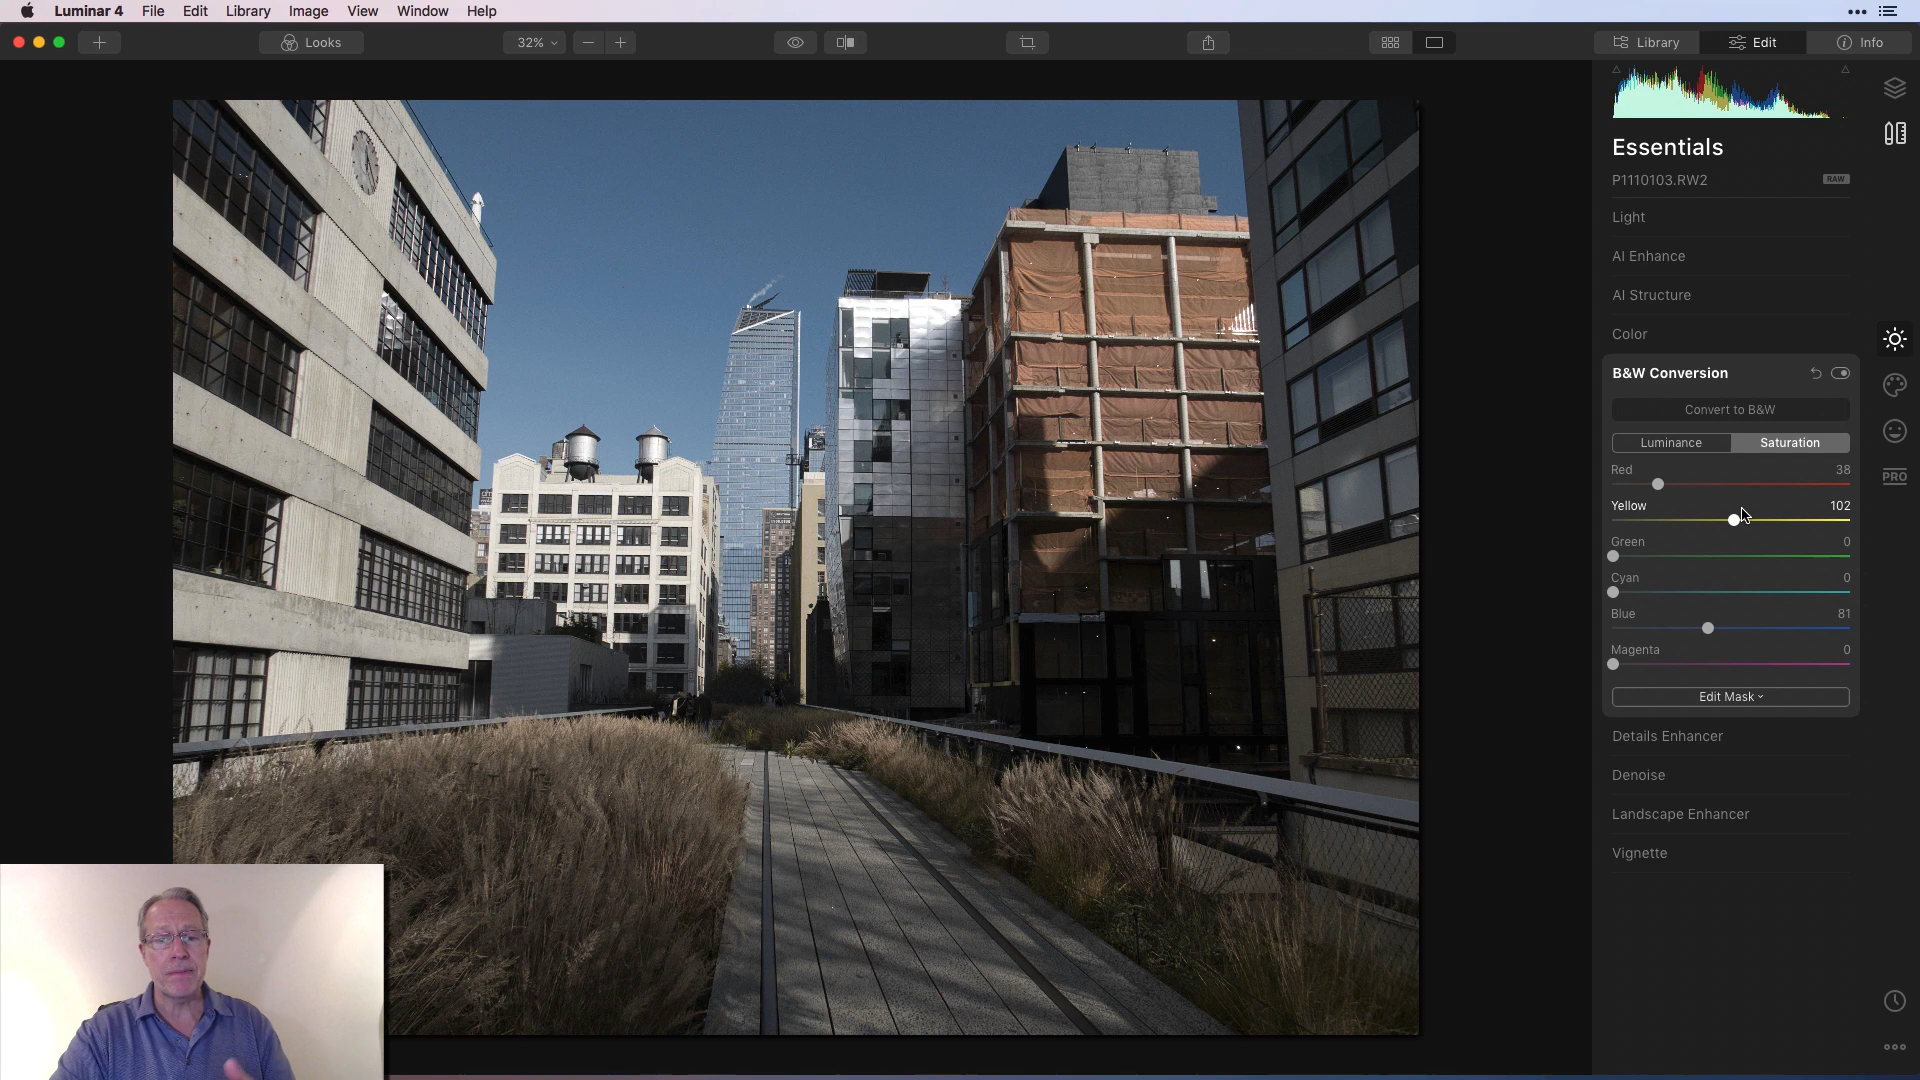 Luminar 4 File Edit Library Image View Window Help
Looks 32% Library Edit Info
Essentials
P1110103.RW2 RAW
Light
AI Enhance
AI Structure
Color
B&W Conversion
Convert to B&W
Luminance Saturation
Red 38
Yellow 102
Green 0
Cyan 0
Blue 81
Magenta 0
Edit Mask
Details Enhancer
Denoise
Landscape Enhancer
Vignette
PRO